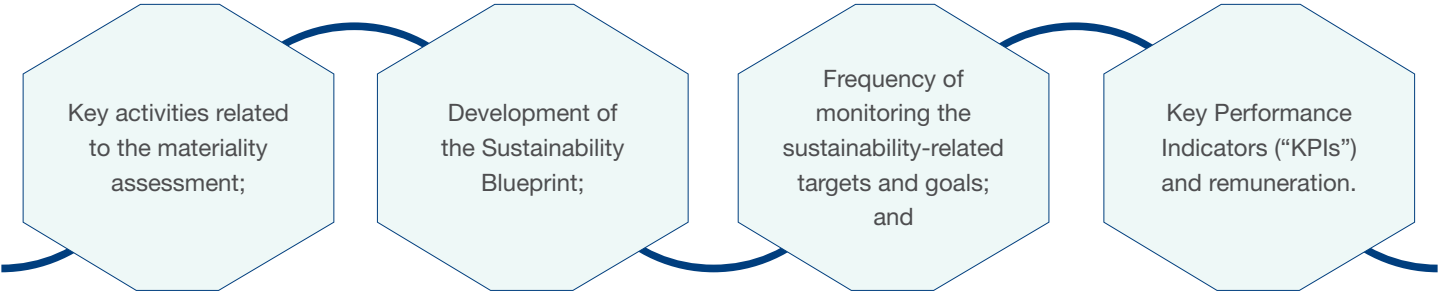 Key activities related
to the materiality
assessment;
Development of
the Sustainability
Blueprint;
Frequency of
monitoring the
sustainability-related
targets and goals;
and
Key Performance
Indicators (“KPIs”)
and remuneration.